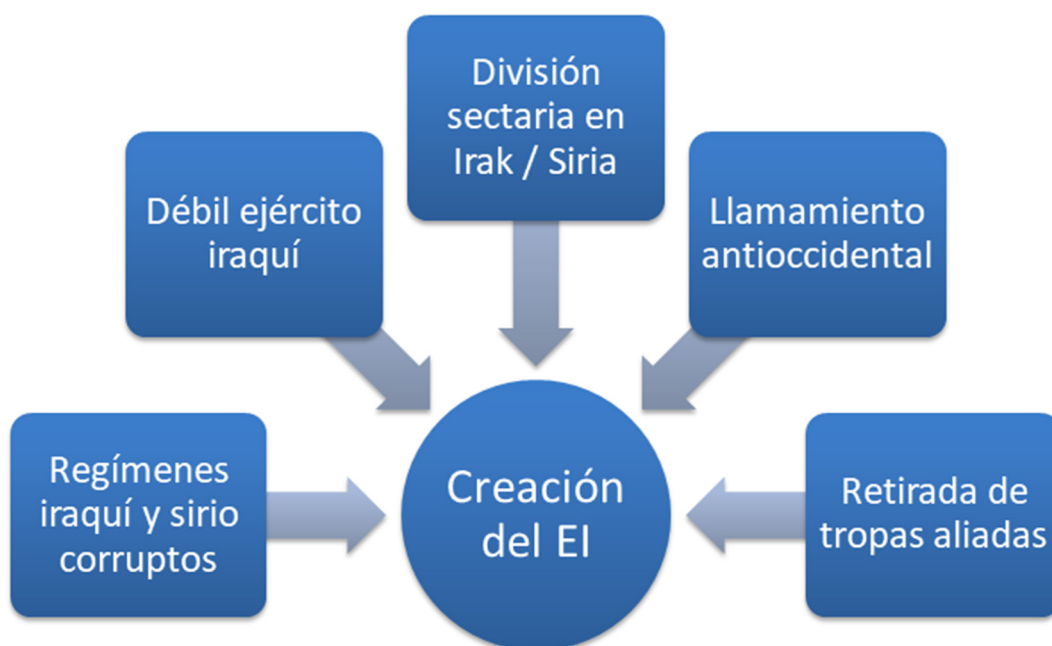 División
sectaria en
Irak / Siria
Débil ejército
iraquí
Llamamiento
antioccidental
Regímenes
iraquí y sirio
corruptos
Creación
del EI
Retirada de
tropas aliadas